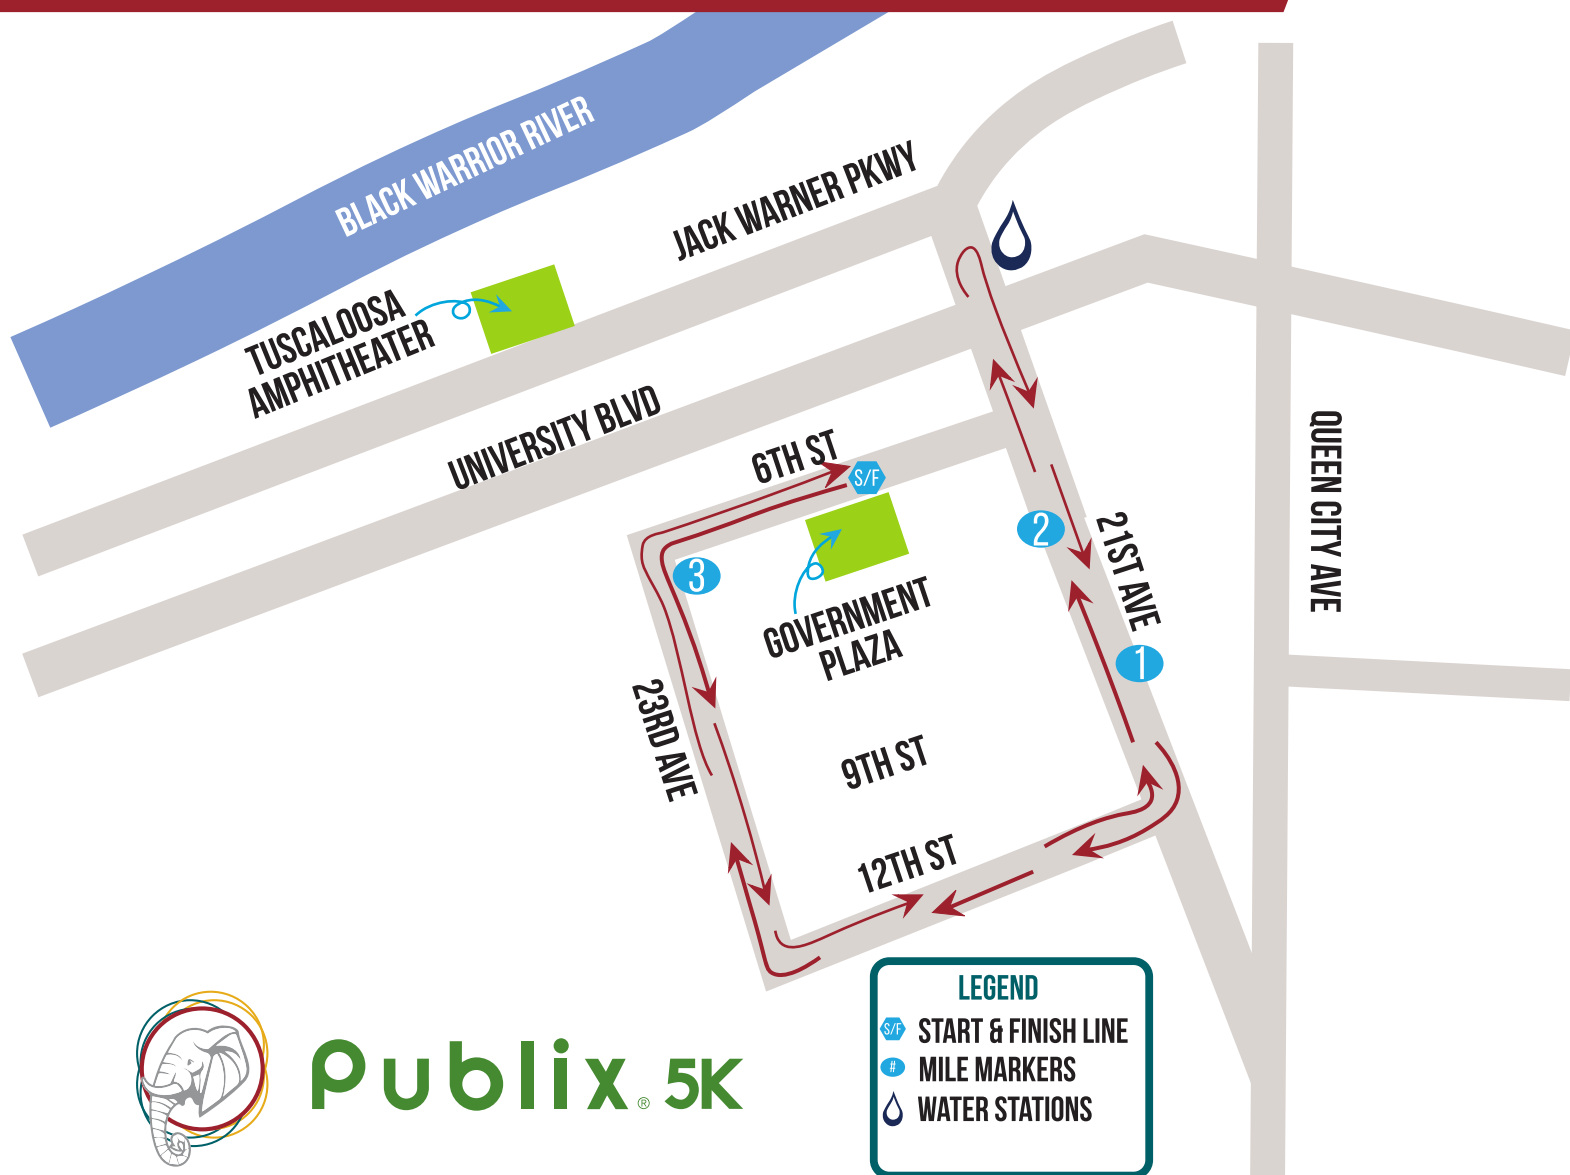 BLACK WARRIOR RIVER
JACK WARNER PKWY
TUSCALOOSA
AMPHITHEATER
UNIVERSITY BLVD
6TH ST
S/F
QUEEN CITY AVE
2
21ST AVE
3
GOVERNMENT
PLAZA
1
23RD AVE
9TH ST
12TH ST
LEGEND
S/F START & FINISH LINE
# MILE MARKERS
WATER STATIONS
Publix® 5K